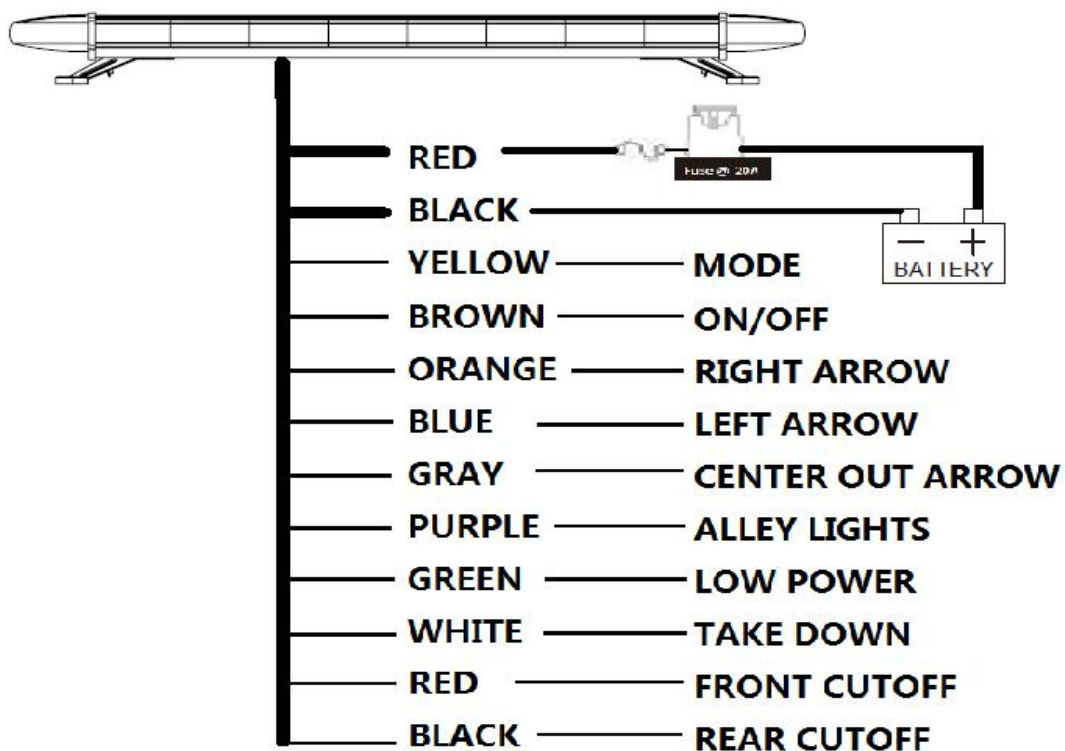 RED
Fuse @ 20A
BLACK
BATTERY
YELLOW MODE
BROWN ON/OFF
ORANGE RIGHT ARROW
BLUE LEFT ARROW
GRAY CENTER OUT ARROW
PURPLE ALLEY LIGHTS
GREEN LOW POWER
WHITE TAKE DOWN
RED FRONT CUTOFF
BLACK REAR CUTOFF